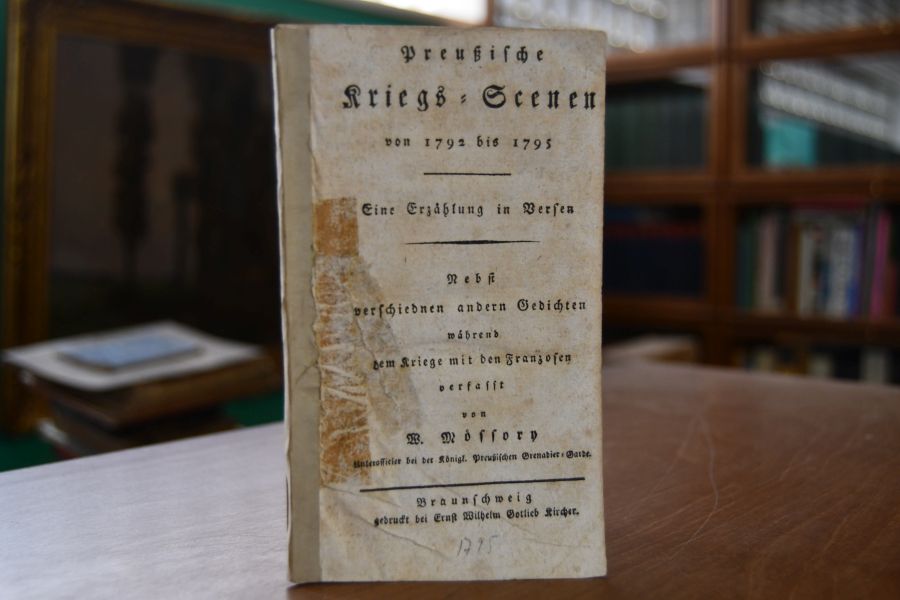 Preußische
Kriegs-Scenen
von 1792 bis 1795
Eine Erzählung in Versen
Nebst
verschiednen andern Gedichten
während
dem Kriege mit den Franzosen
verfasst
von
W. Mössory
Unterofficier bei der Königl. Preußischen Grenadier-Garde.
Braunschweig
gedruckt bei Ernst Wilhelm Gotlieb Kircher.
1795